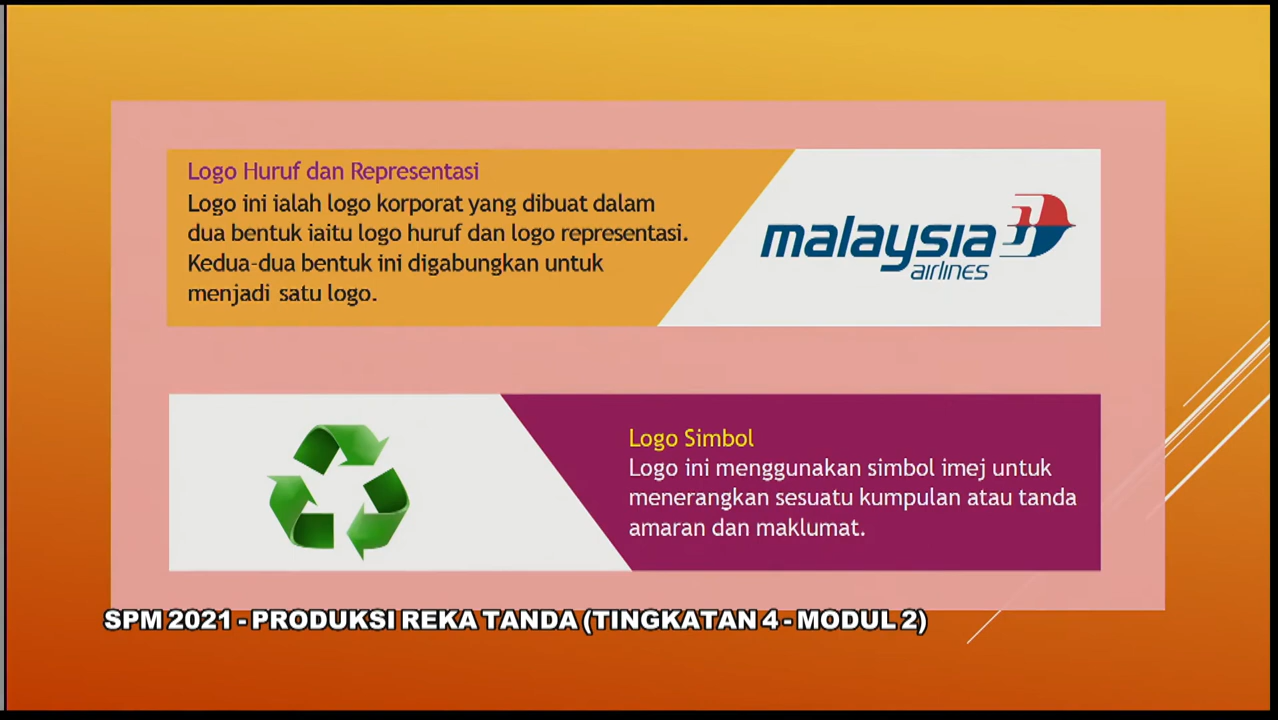 Logo Huruf dan Representasi
Logo ini ialah logo korporat yang dibuat dalam
dua bentuk iaitu logo huruf dan logo representasi.
Kedua-dua bentuk ini digabungkan untuk
menjadi satu logo.
malaysia
airlines
Logo Simbol
Logo ini menggunakan simbol imej untuk
menerangkan sesuatu kumpulan atau tanda
amaran dan maklumat.
SPM 2021 - PRODUKSI REKA TANDA (TINGKATAN 4 - MODUL 2)